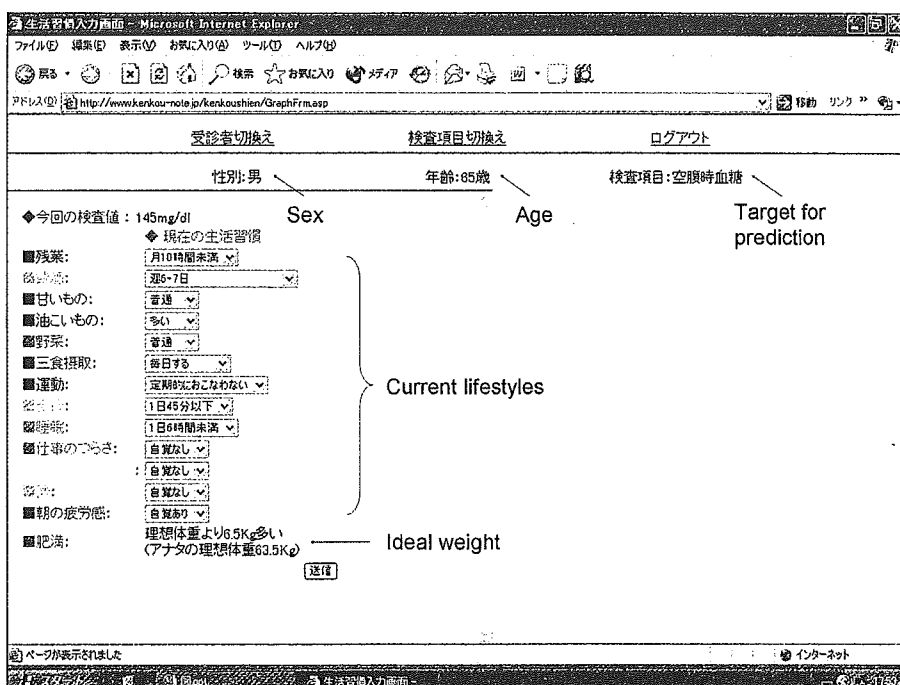 生活習慣入力画面 - Microsoft Internet Explorer
ファイル(F) 編集(E) 表示(V) お気に入り(A) ツール(T) ヘルプ(H)
戻る 検索 お気に入り メディア
アドレス(D) http://www.kenkou-note.jp/kenkoushien/GraphFrm.asp 移動 リンク »
受診者切換え 検査項目切換え ログアウト
性別:男 年齢:65歳 検査項目:空腹時血糖
Sex Age Target for prediction
◆今回の検査値:145mg/dl
◆ 現在の生活習慣
■残業: 月10時間未満
週6-7日
■甘いもの: 普通
■油こいもの: 多い
■野菜: 普通
■三食摂取: 毎日する
■運動: 定期的におこなわない
Current lifestyles
1日45分以下
■睡眠: 1日6時間未満
■仕事のつらさ: 自覚なし
: 自覚なし
自覚なし
■朝の疲労感: 自覚あり
■肥満: 理想体重より6.5Kg多い
(アナタの理想体重63.5Kg)
Ideal weight
送信
ページが表示されました インターネット
生活習慣入力画面 -